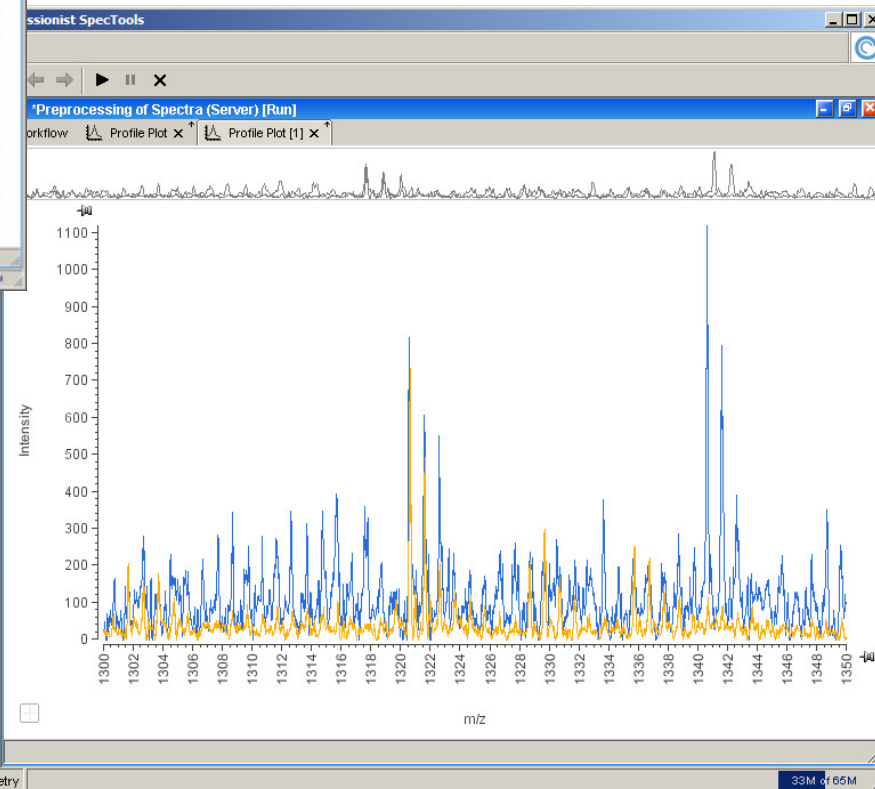 ssionist SpecTools
*Preprocessing of Spectra (Server) [Run]
orkflow Profile Plot Profile Plot [1]
1100
1000
900
800
700
600
500
400
300
200
100
0
Intensity
1300 1302 1304 1306 1308 1310 1312 1314 1316 1318 1320 1322 1324 1326 1328 1330 1332 1334 1336 1338 1340 1342 1344 1346 1348 1350
m/z
etry
33M of 65M